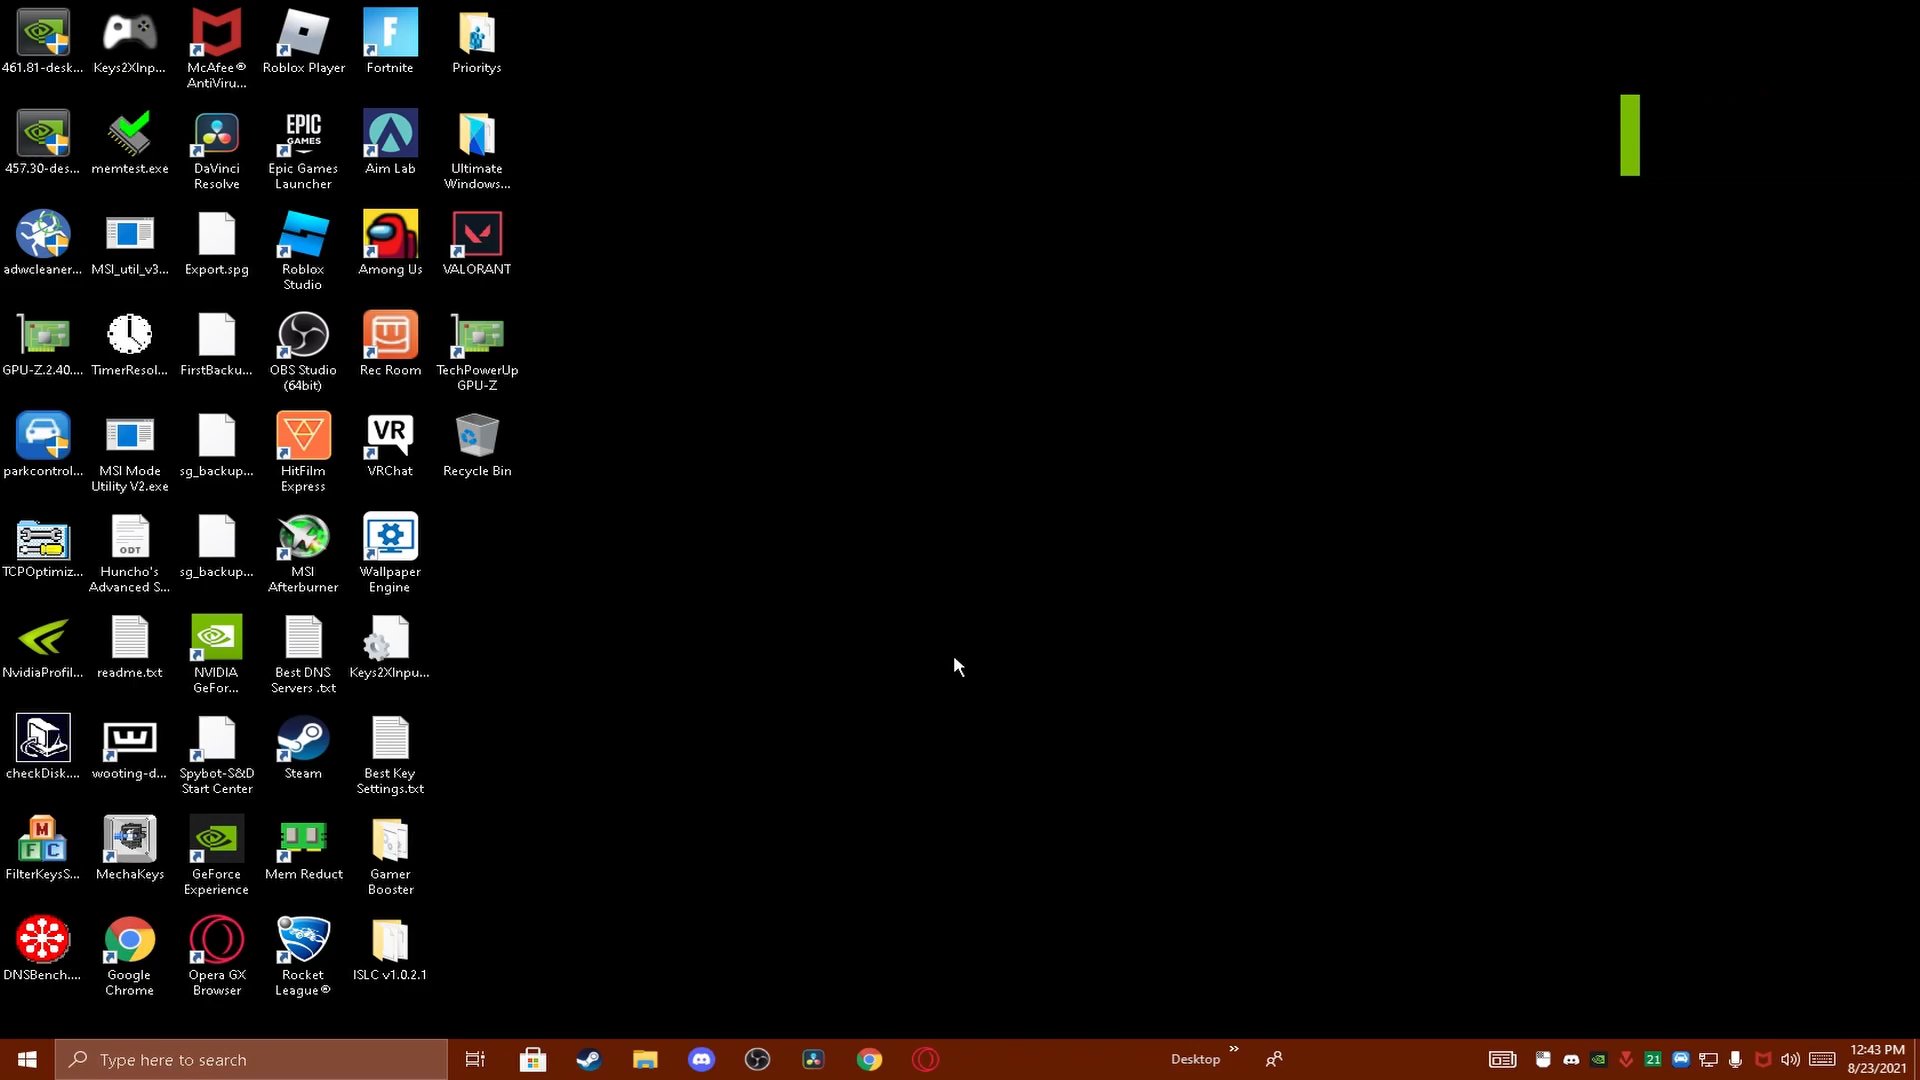 461.81-desk...
Keys2XInp...
McAfee®
AntiViru...
Roblox Player
F
Fortnite
Prioritys
457.30-des...
memtest.exe
DaVinci
Resolve
EPIC
GAMES
Epic Games
Launcher
Aim Lab
Ultimate
Windows...
adwcleaner...
MSI_util_v3...
Export.spg
Roblox
Studio
Among Us
VALORANT
GPU-Z.2.40....
TimerResol...
FirstBacku...
OBS Studio
(64bit)
Rec Room
TechPowerUp
GPU-Z
parkcontrol...
MSI Mode
Utility V2.exe
sg_backup...
HitFilm
Express
VR
VRChat
Recycle Bin
TCPOptimiz...
ODT
Huncho's
Advanced S...
sg_backup...
MSI
Afterburner
Wallpaper
Engine
NvidiaProfil...
readme.txt
NVIDIA
GeFor...
Best DNS
Servers .txt
Keys2XInpu...
checkDisk....
wooting-d...
Spybot-S&D
Start Center
Steam
Best Key
Settings.txt
M
F C
FilterKeysS...
MechaKeys
GeForce
Experience
Mem Reduct
Gamer
Booster
DNSBench....
Google
Chrome
Opera GX
Browser
Rocket
League®
ISLC v1.0.2.1
Type here to search
Desktop
21
12:43 PM
8/23/2021